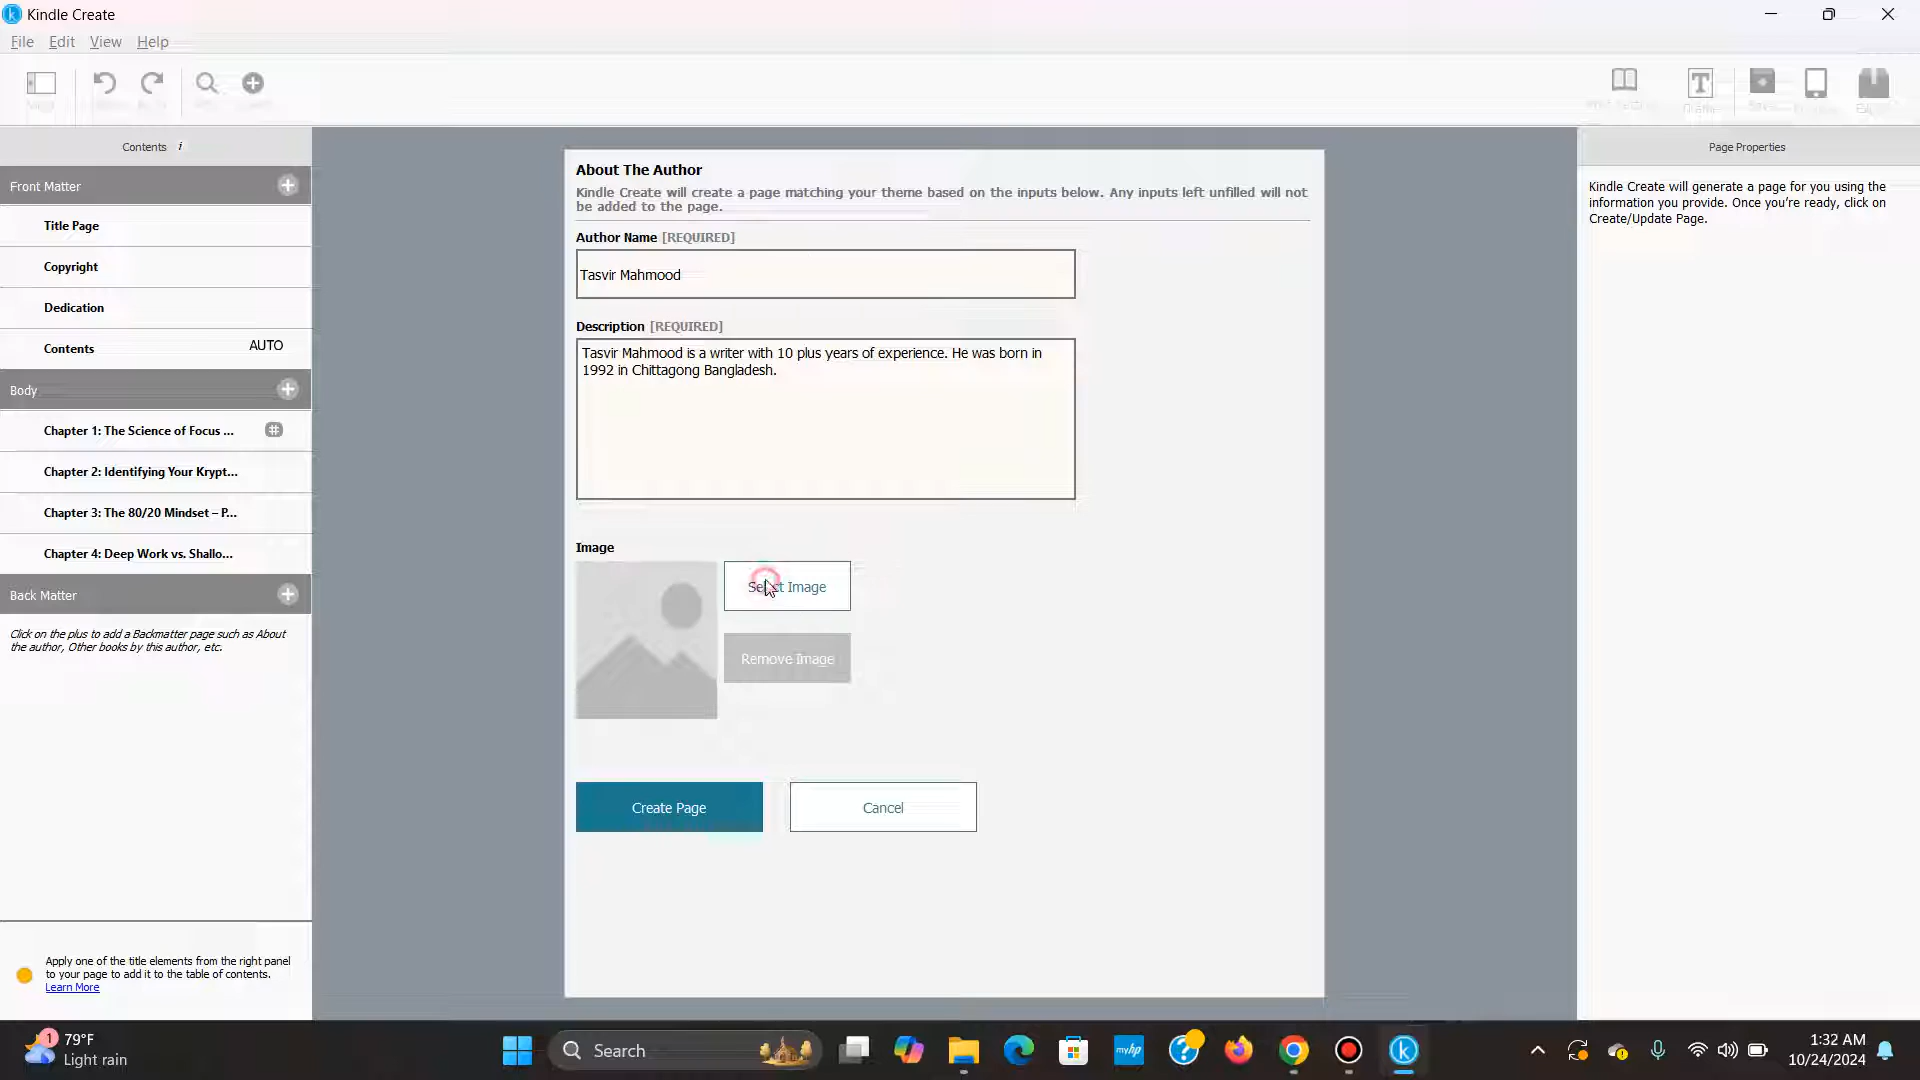 Kindle Create
File Edit View Help
Contents i
Page Properties
Front Matter
Title Page
Copyright
Dedication
Contents AUTO
Body
Chapter 1: The Science of Focus ...
Chapter 2: Identifying Your Krypt...
Chapter 3: The 80/20 Mindset – P...
Chapter 4: Deep Work vs. Shallo...
Back Matter
Click on the plus to add a Backmatter page such as About
the author, Other books by this author, etc.
Apply one of the title elements from the right panel
to your page to add it to the table of contents.
Learn More
About The Author
Kindle Create will create a page matching your theme based on the inputs below. Any inputs left unfilled will not
be added to the page.
Author Name [REQUIRED]
Tasvir Mahmood
Description [REQUIRED]
Tasvir Mahmood is a writer with 10 plus years of experience. He was born in
1992 in Chittagong Bangladesh.
Image
Select Image
Remove Image
Create Page
Cancel
Kindle Create will generate a page for you using the
information you provide. Once you're ready, click on
Create/Update Page.
1
79°F
Light rain
Search
myhp
1:32 AM
10/24/2024